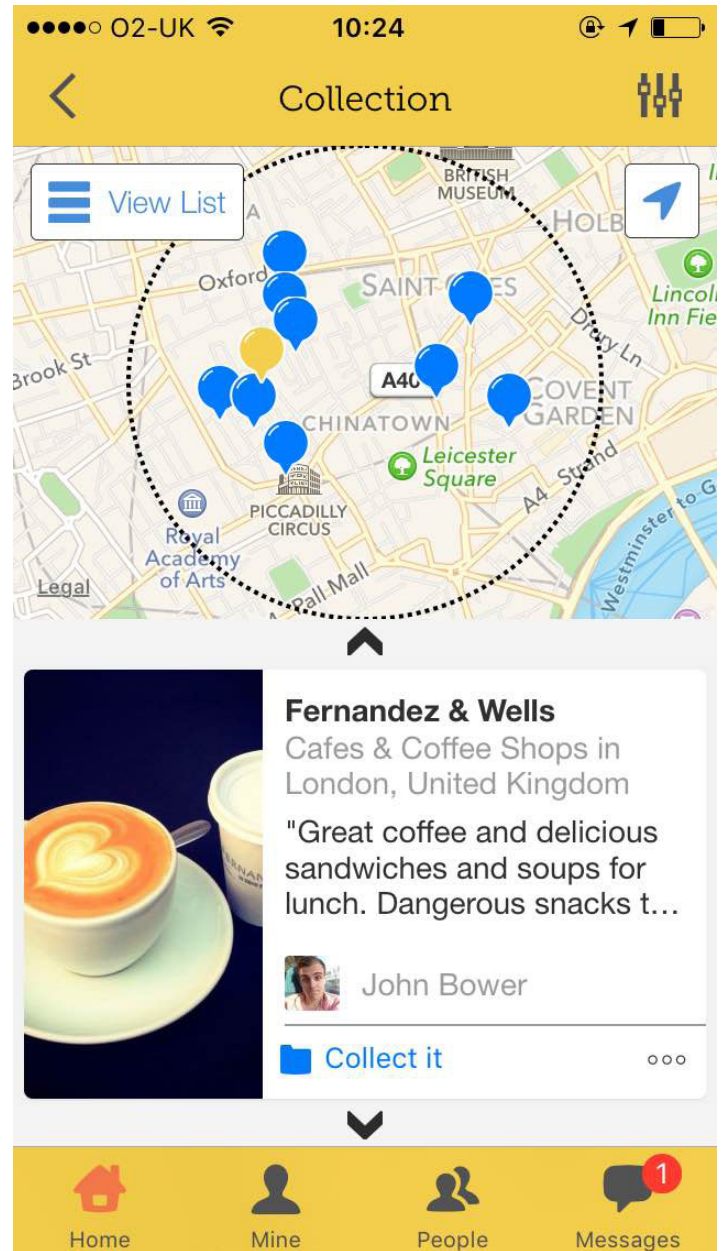 O2-UK 10:24
Collection
View List
BRITISH
MUSEUM
HOLB
A
Oxford
SAINT
ES
Lincoln
Inn Fie
Drury Ln
Brook St
A40
COVENT
GARDEN
CHINATOWN
Leicester
Square
A4 Strand
PICCADILLY
CIRCUS
Royal
Academy
of Arts
Westminster to G
Pall Mall
Legal
Fernandez & Wells
Cafes & Coffee Shops in
London, United Kingdom
"Great coffee and delicious
sandwiches and soups for
lunch. Dangerous snacks t...
John Bower
Collect it
1
Home Mine People Messages